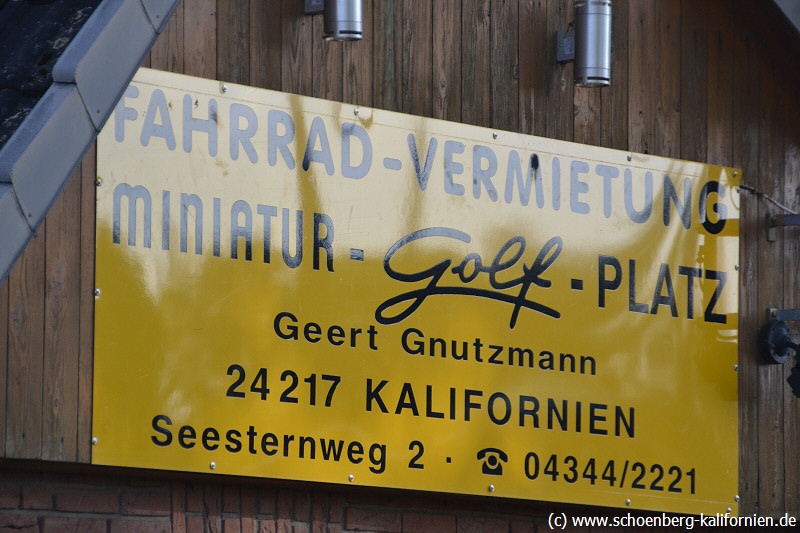 FAHRRAD-VERMIETUNG
MINIATUR-Golf-PLATZ
Geert Gnutzmann
24217 KALIFORNIEN
Seesternweg 2 · ☎ 04344/2221
(c) www.schoenberg-kalifornien.de